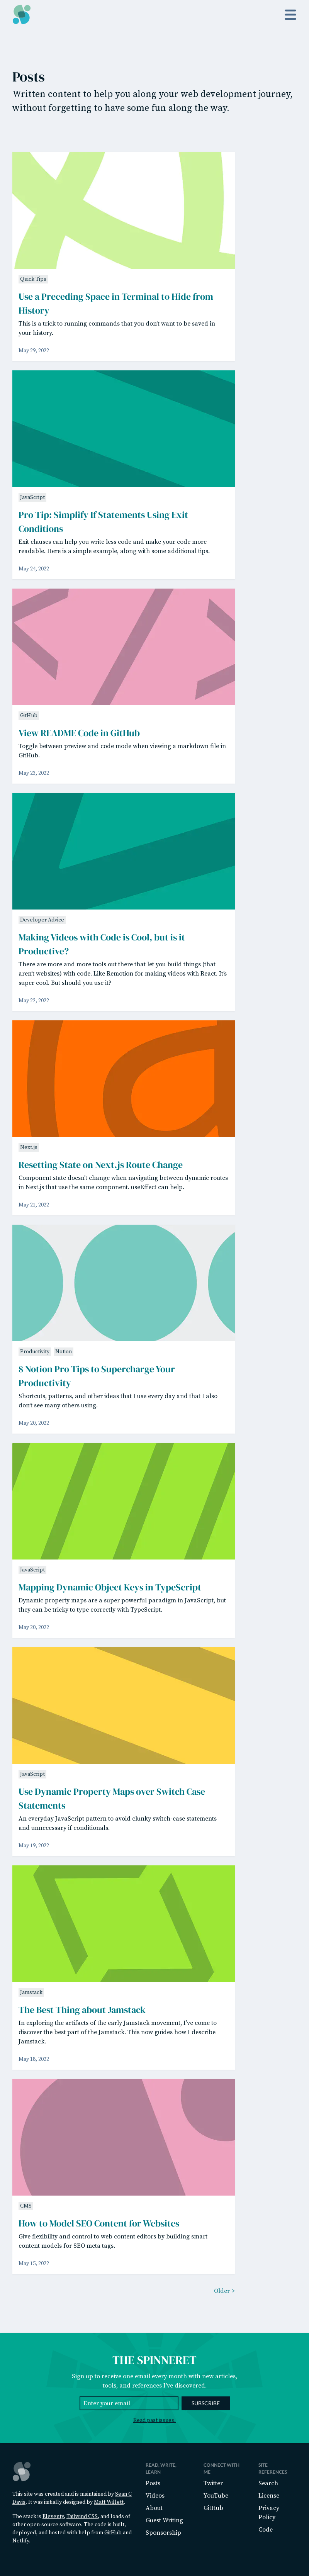 Posts
Written content to help you along your web development journey,
without forgetting to have some fun along the way.
Quick Tips
Use a Preceding Space in Terminal to Hide from
History
This is a trick to running commands that you don't want to be saved in
your history.
May 29, 2022
JavaScript
Pro Tip: Simplify If Statements Using Exit
Conditions
Exit clauses can help you write less code and make your code more
readable. Here is a simple example, along with some additional tips.
May 24, 2022
GitHub
View README Code in GitHub
Toggle between preview and code mode when viewing a markdown file in
GitHub.
May 23, 2022
Developer Advice
Making Videos with Code is Cool, but is it
Productive?
There are more and more tools out there that let you build things (that
aren't websites) with code. Like Remotion for making videos with React. It's
super cool. But should you use it?
May 22, 2022
Next.js
Resetting State on Next.js Route Change
Component state doesn't change when navigating between dynamic routes
in Next.js that use the same component. useEffect can help.
May 21, 2022
Productivity Notion
8 Notion Pro Tips to Supercharge Your
Productivity
Shortcuts, patterns, and other ideas that I use every day and that I also
don't see many others using.
May 20, 2022
JavaScript
Mapping Dynamic Object Keys in TypeScript
Dynamic property maps are a super powerful paradigm in JavaScript, but
they can be tricky to type correctly with TypeScript.
May 20, 2022
JavaScript
Use Dynamic Property Maps over Switch Case
Statements
An everyday JavaScript pattern to avoid clunky switch-case statements
and unnecessary if conditionals.
May 19, 2022
Jamstack
The Best Thing about Jamstack
In exploring the artifacts of the early Jamstack movement, I've come to
discover the best part of the Jamstack. This now guides how I describe
Jamstack.
May 18, 2022
CMS
How to Model SEO Content for Websites
Give flexibility and control to web content editors by building smart
content models for SEO meta tags.
May 15, 2022
Older >
THE SPINNERET
Sign up to receive one email every month with new articles,
tools, and references I've discovered.
Enter your email
SUBSCRIBE
Read past issues.
This site was created and is maintained by Sean C
Davis. It was initially designed by Matt Willett.
The stack is Eleventy, Tailwind CSS, and loads of
other open-source software. The code is built,
deployed, and hosted with help from GitHub and
Netlify.
READ, WRITE,
LEARN
Posts
Videos
About
Guest Writing
Sponsorship
CONNECT WITH
ME
Twitter
YouTube
GitHub
SITE
REFERENCES
Search
License
Privacy
Policy
Code